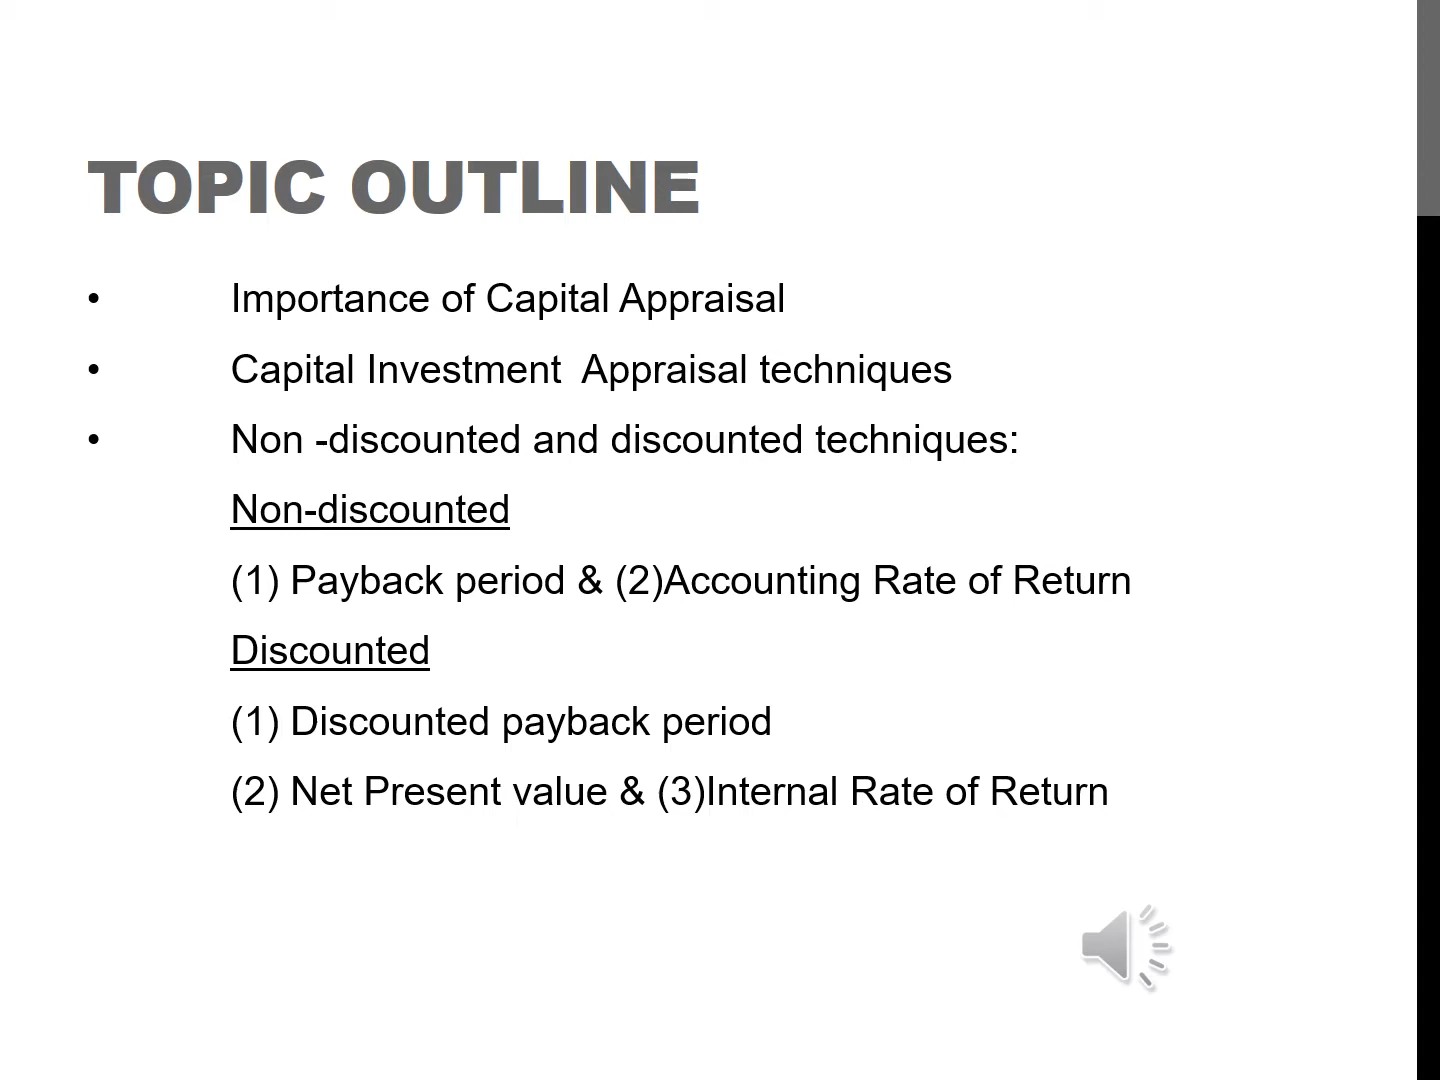 TOPIC OUTLINE
• Importance of Capital Appraisal
• Capital Investment  Appraisal techniques
• Non -discounted and discounted techniques:
Non-discounted
(1) Payback period & (2)Accounting Rate of Return
Discounted
(1) Discounted payback period
(2) Net Present value & (3)Internal Rate of Return